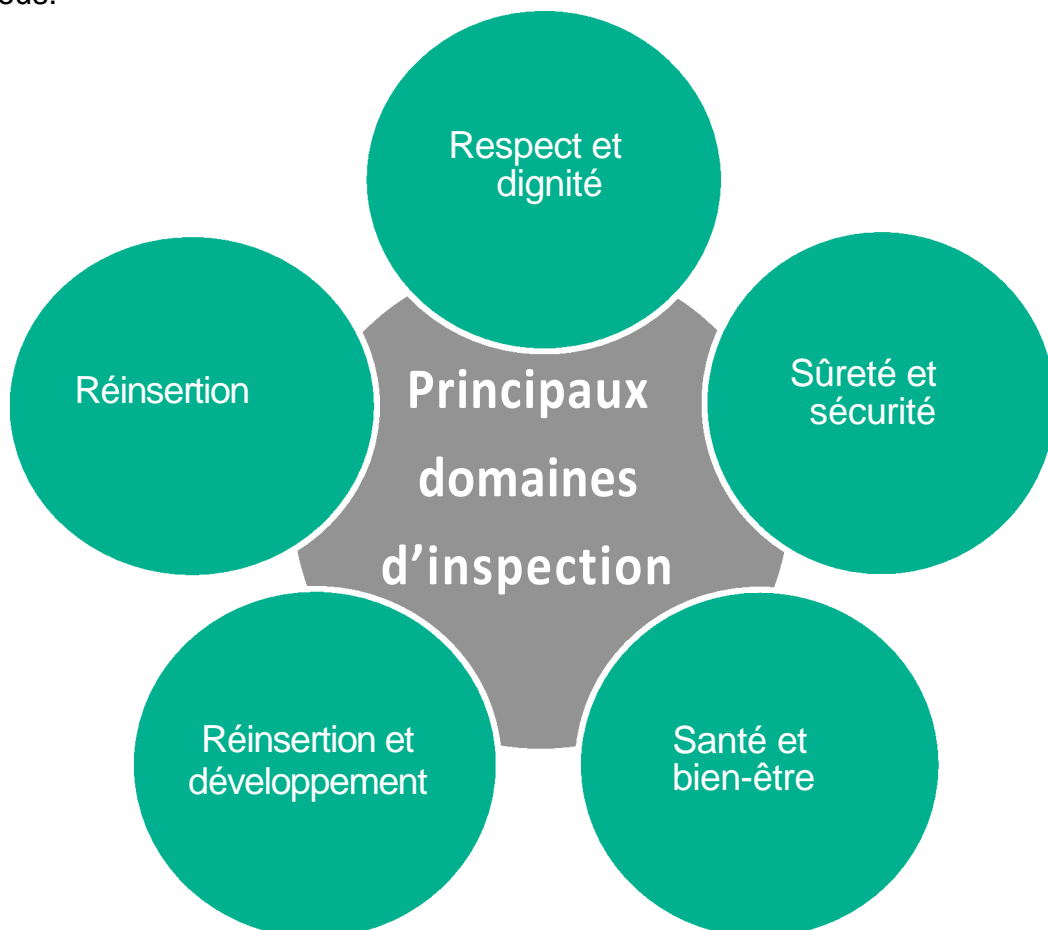 Respect et
dignité
Sûreté et
sécurité
Santé et
bien-être
Réinsertion et
développement
Réinsertion
Principaux
domaines
d’inspection